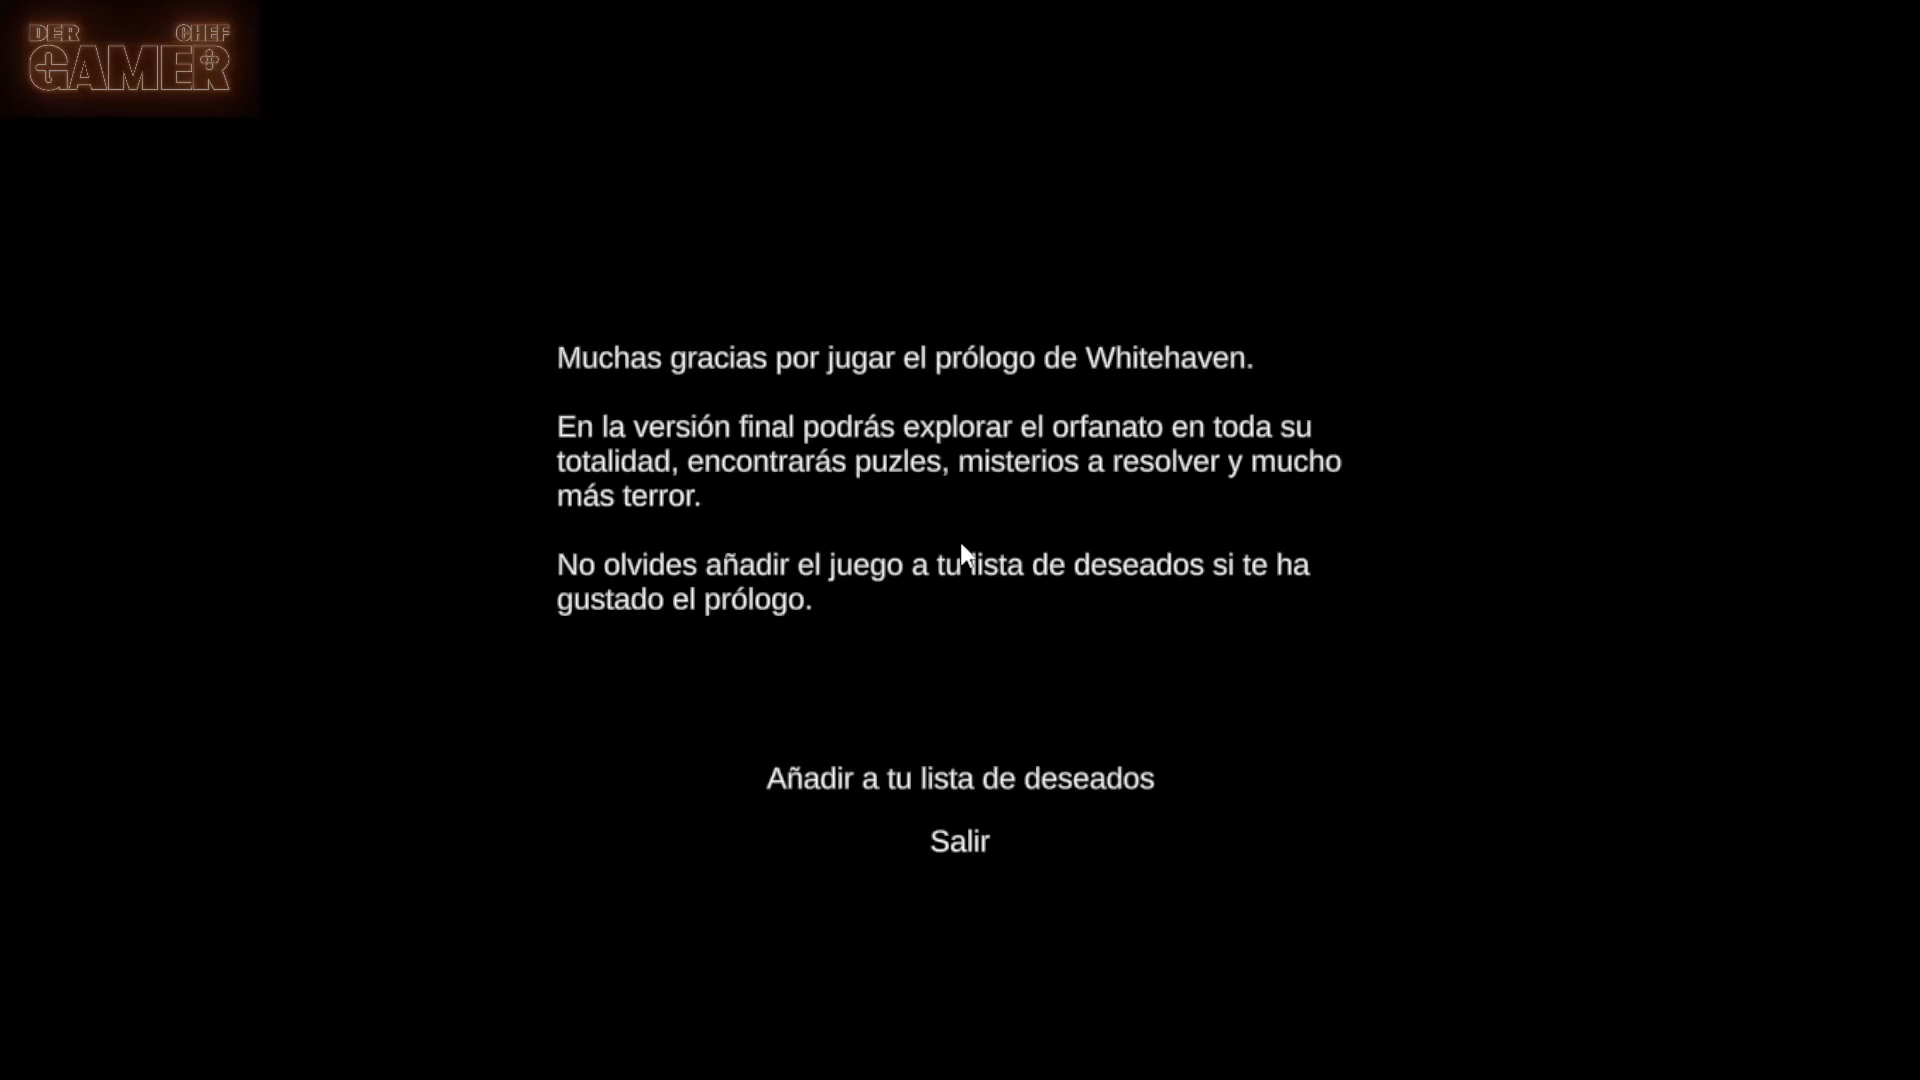 DER CHEF
GAMER
Muchas gracias por jugar el prólogo de Whitehaven.
En la versión final podrás explorar el orfanato en toda su
totalidad, encontrarás puzles, misterios a resolver y mucho
más terror.
No olvides añadir el juego a tu lista de deseados si te ha
gustado el prólogo.
Añadir a tu lista de deseados
Salir